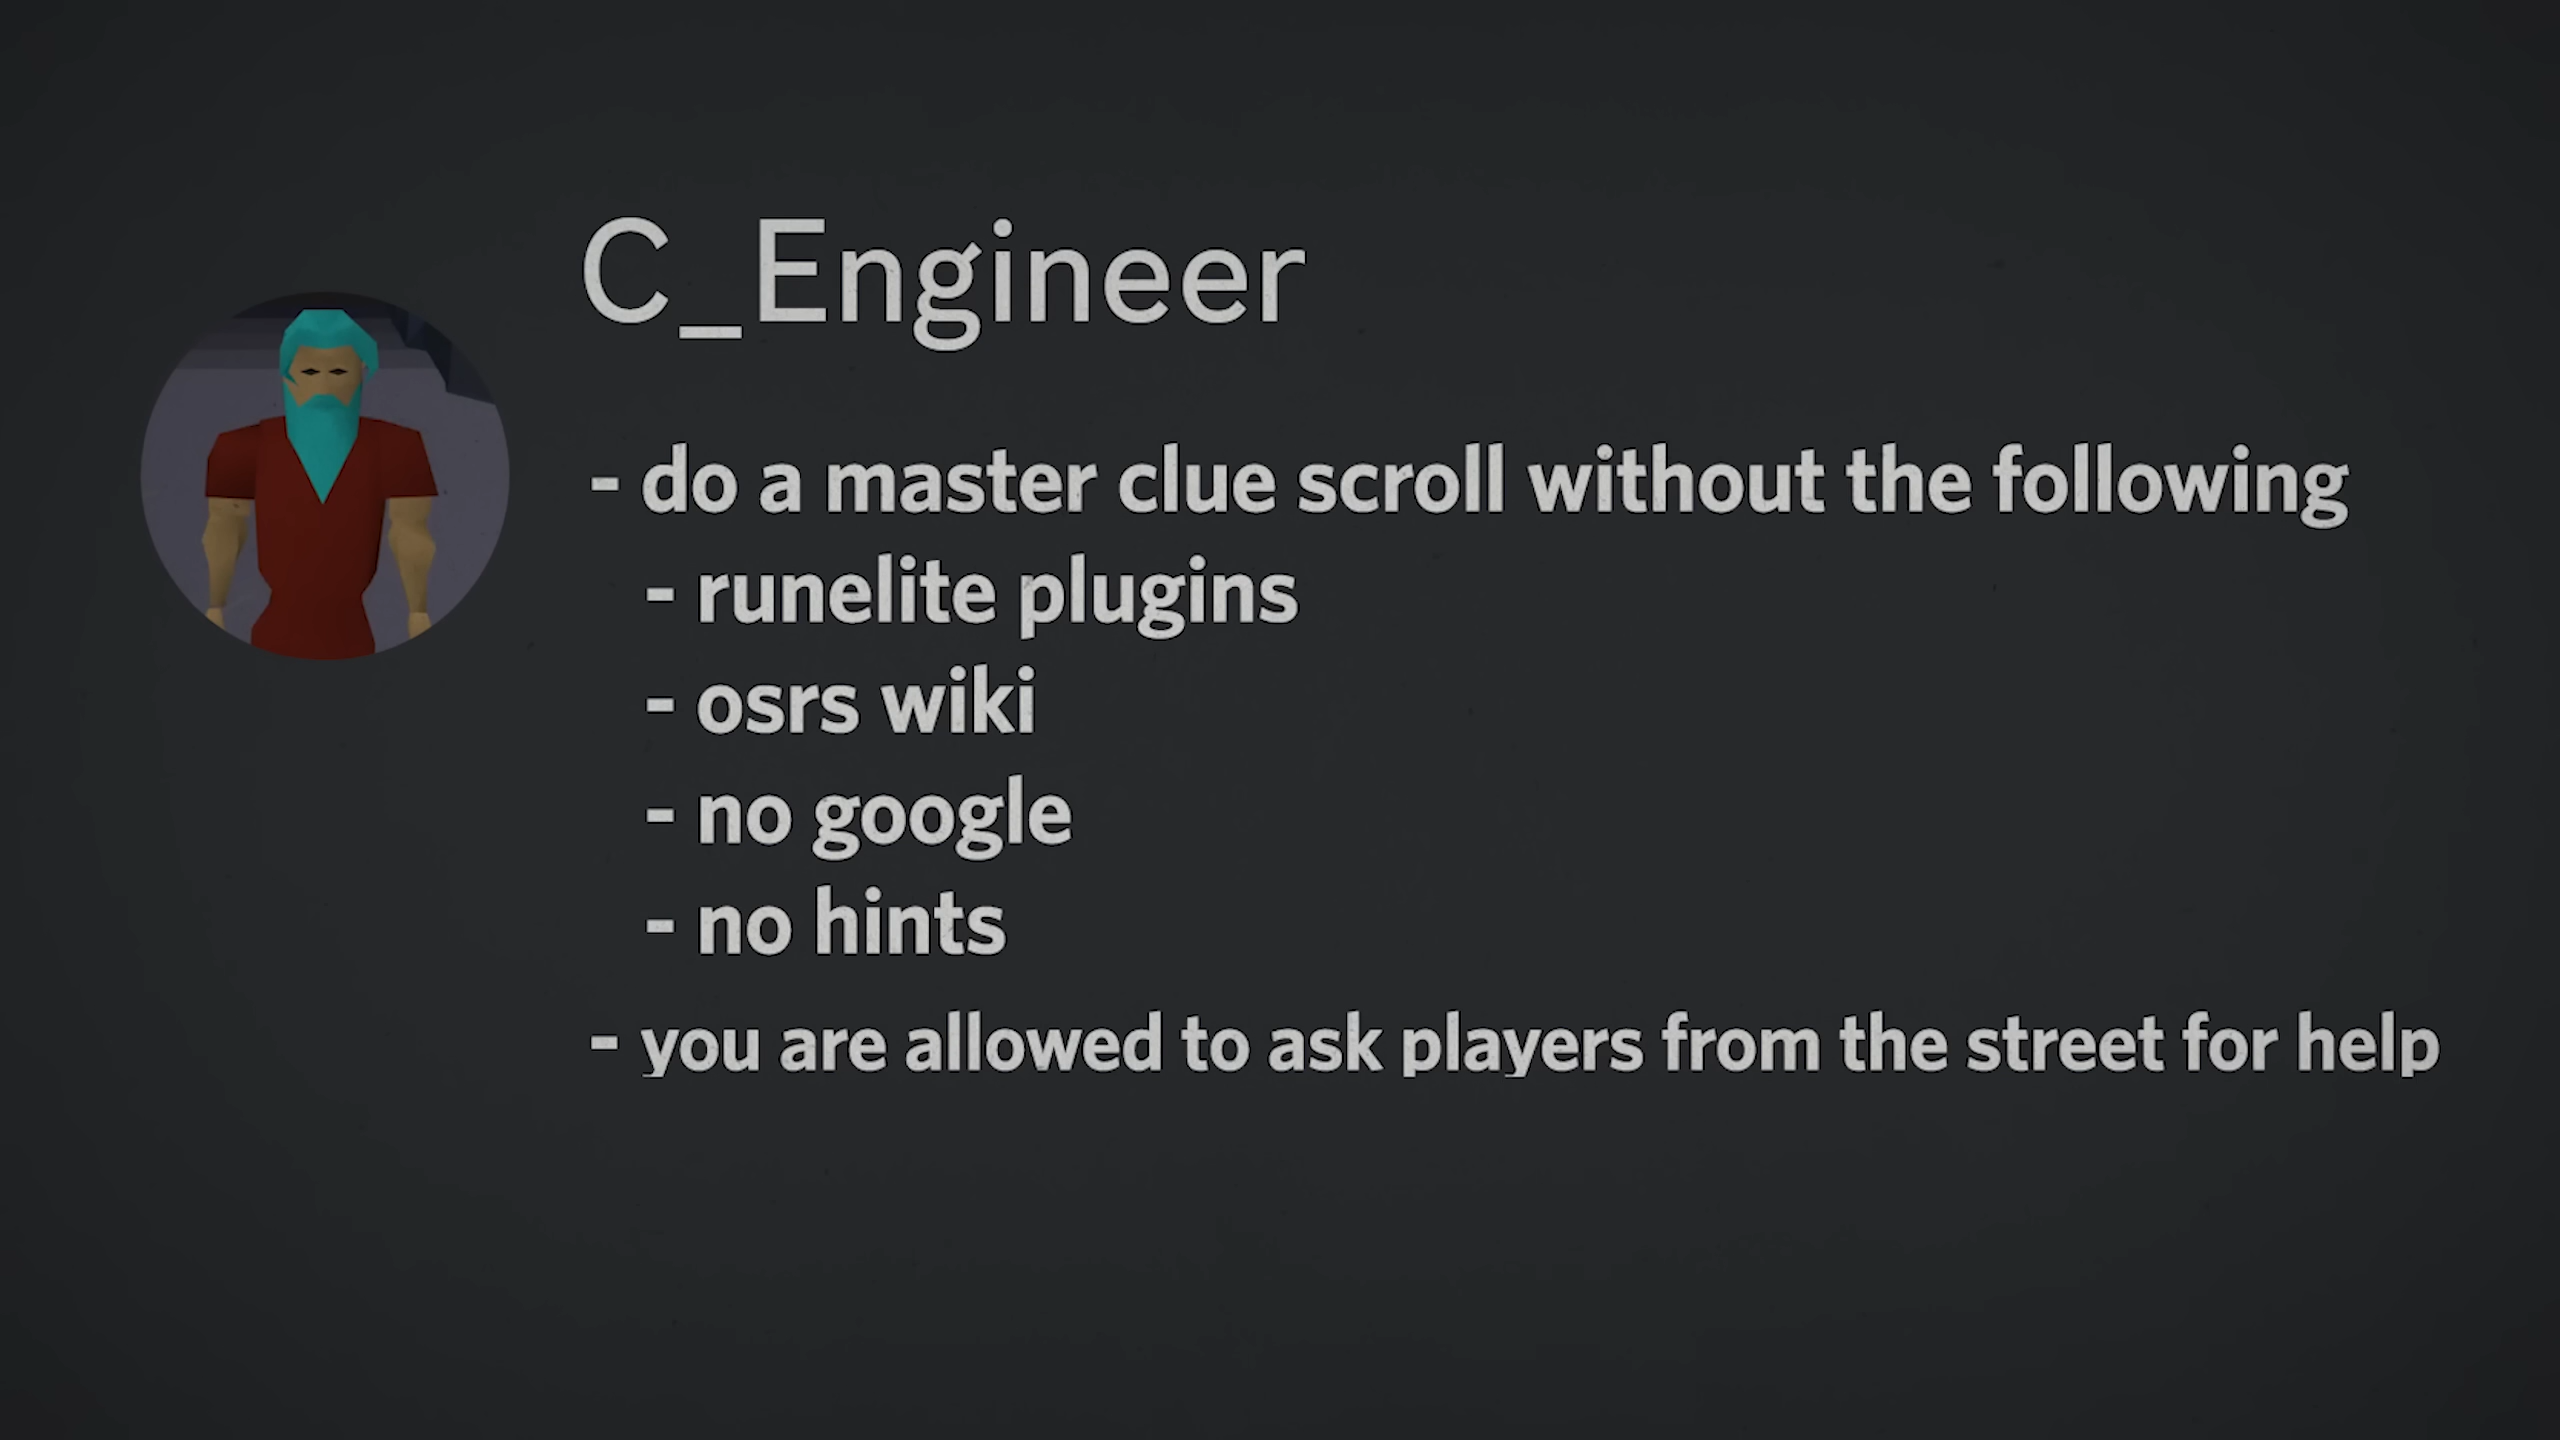 C_Engineer
- do a master clue scroll without the following
- runelite plugins
- osrs wiki
- no google
- no hints
- you are allowed to ask players from the street for help